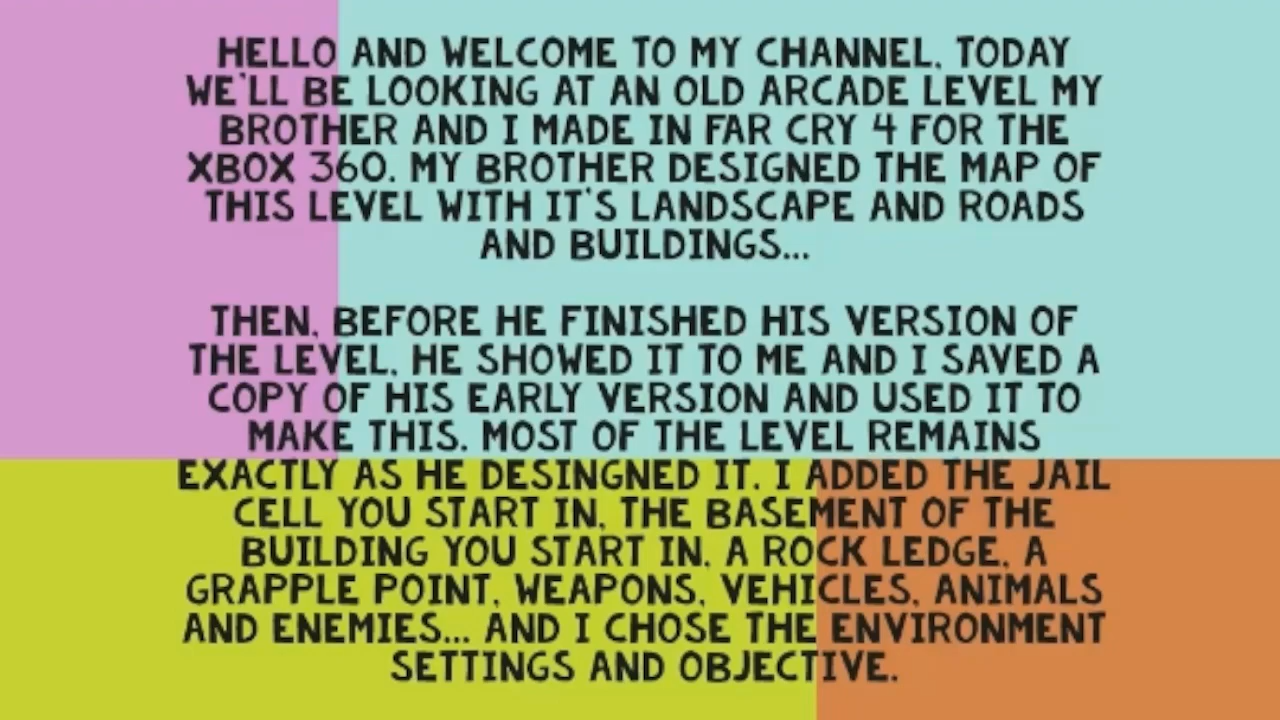 HELLO AND WELCOME TO MY CHANNEL. TODAY
WE'LL BE LOOKING AT AN OLD ARCADE LEVEL MY
BROTHER AND I MADE IN FAR CRY 4 FOR THE
XBOX 360. MY BROTHER DESIGNED THE MAP OF
THIS LEVEL WITH IT'S LANDSCAPE AND ROADS
AND BUILDINGS...
THEN, BEFORE HE FINISHED HIS VERSION OF
THE LEVEL, HE SHOWED IT TO ME AND I SAVED A
COPY OF HIS EARLY VERSION AND USED IT TO
MAKE THIS. MOST OF THE LEVEL REMAINS
EXACTLY AS HE DESINGNED IT. I ADDED THE JAIL
CELL YOU START IN, THE BASEMENT OF THE
BUILDING YOU START IN, A ROCK LEDGE, A
GRAPPLE POINT, WEAPONS, VEHICLES, ANIMALS
AND ENEMIES... AND I CHOSE THE ENVIRONMENT
SETTINGS AND OBJECTIVE.